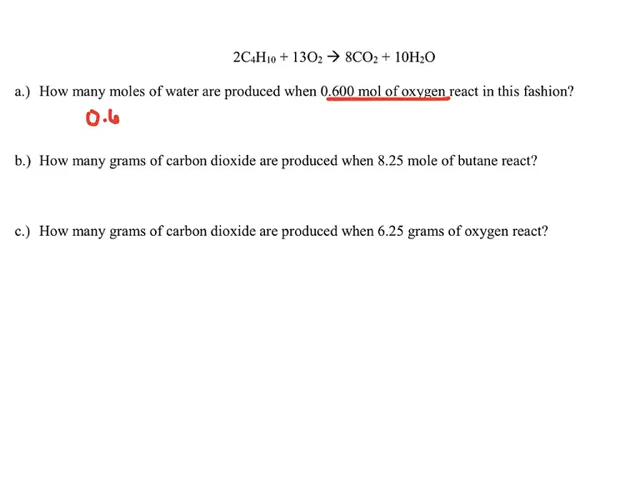 2C₄H₁₀ + 13O₂ → 8CO₂ + 10H₂O
a.) How many moles of water are produced when 0.600 mol of oxygen react in this fashion?
0.6
b.) How many grams of carbon dioxide are produced when 8.25 mole of butane react?
c.) How many grams of carbon dioxide are produced when 6.25 grams of oxygen react?